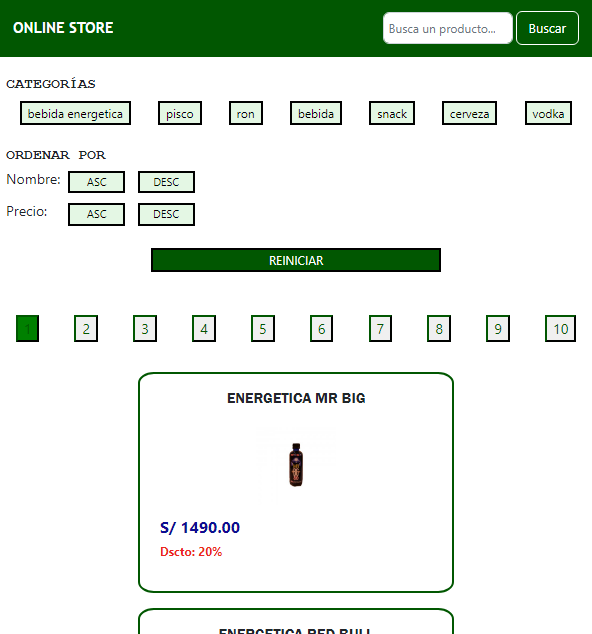 ONLINE STORE Busca un producto... Buscar
CATEGORÍAS
bebida energetica pisco ron bebida snack cerveza vodka
ORDENAR POR
Nombre: ASC DESC
Precio: ASC DESC
REINICIAR
1 2 3 4 5 6 7 8 9 10
ENERGETICA MR BIG
S/ 1490.00
Dscto: 20%
ENERGETICA RED BULL